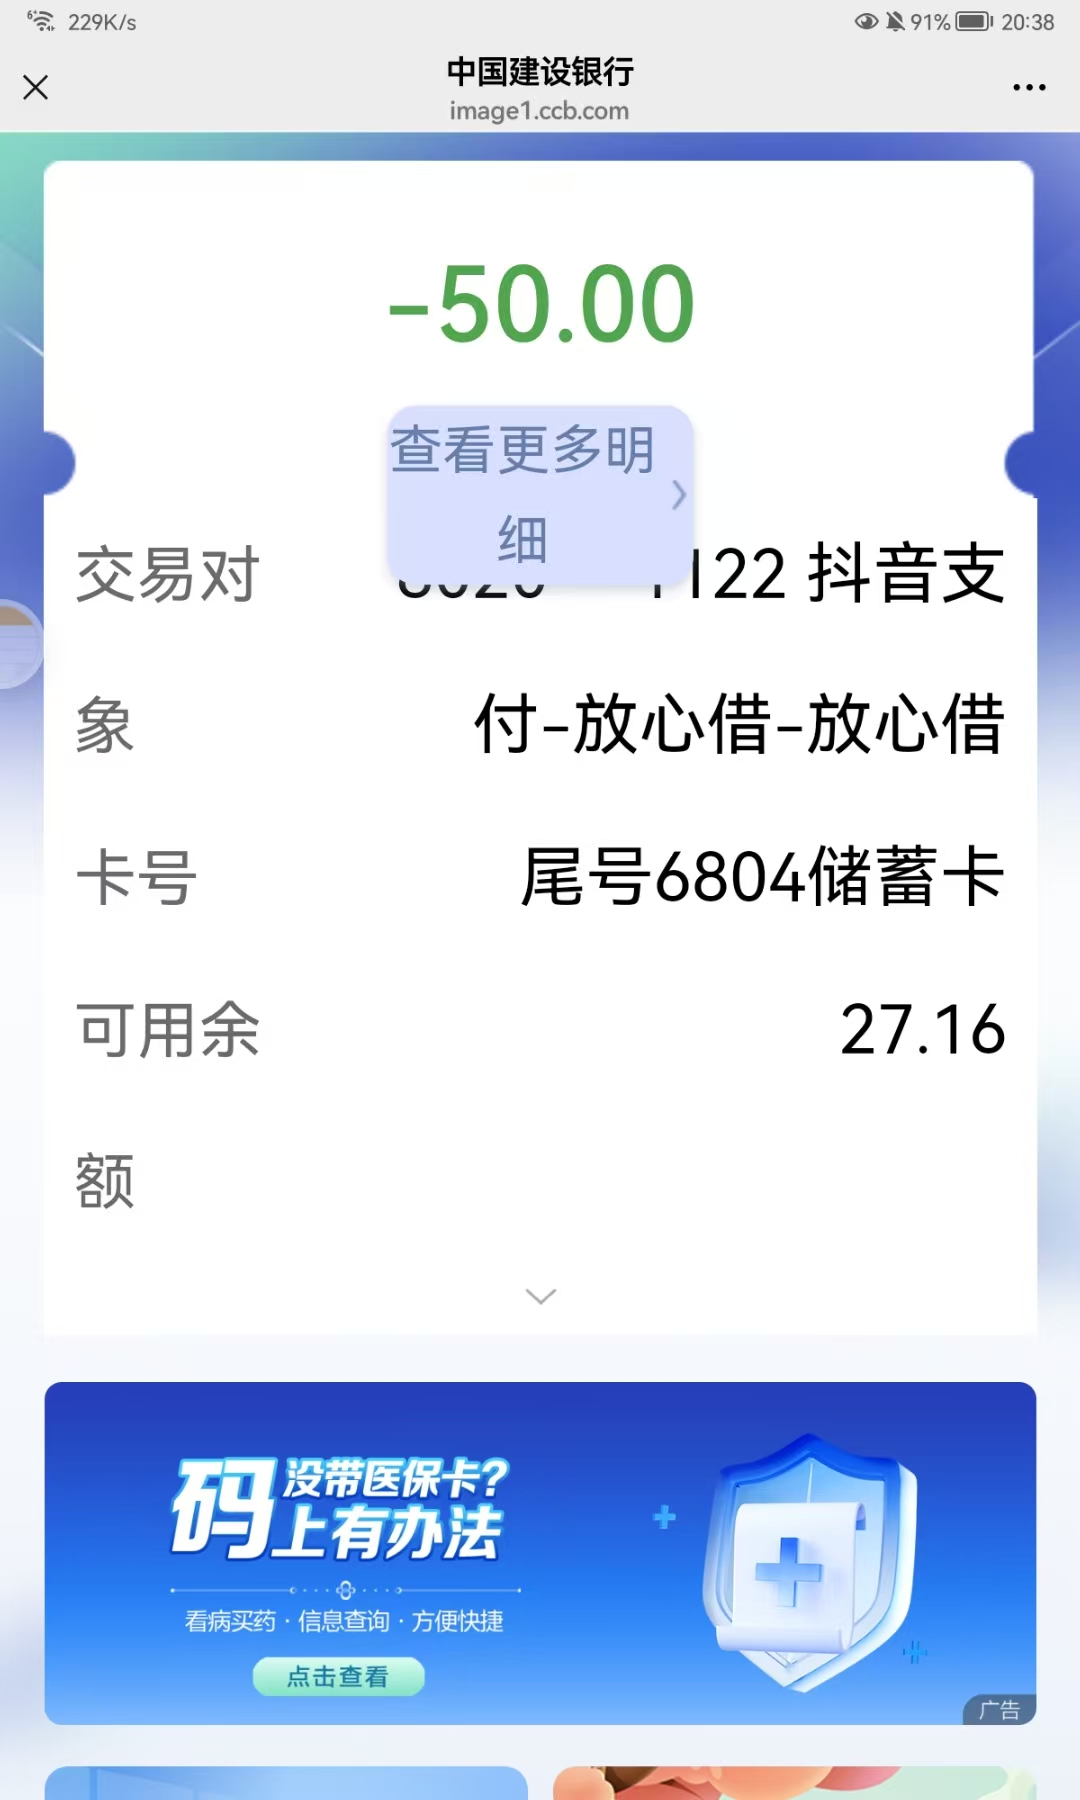 229K/s
91%
20:38
中国建设银行
image1.ccb.com
-50.00
查看更多明
细
交易对
122 抖音支
象
付-放心借-放心借
卡号
尾号6804储蓄卡
可用余
27.16
额
码
没带医保卡?
上有办法
看病买药·信息查询·方便快捷
点击查看
广告